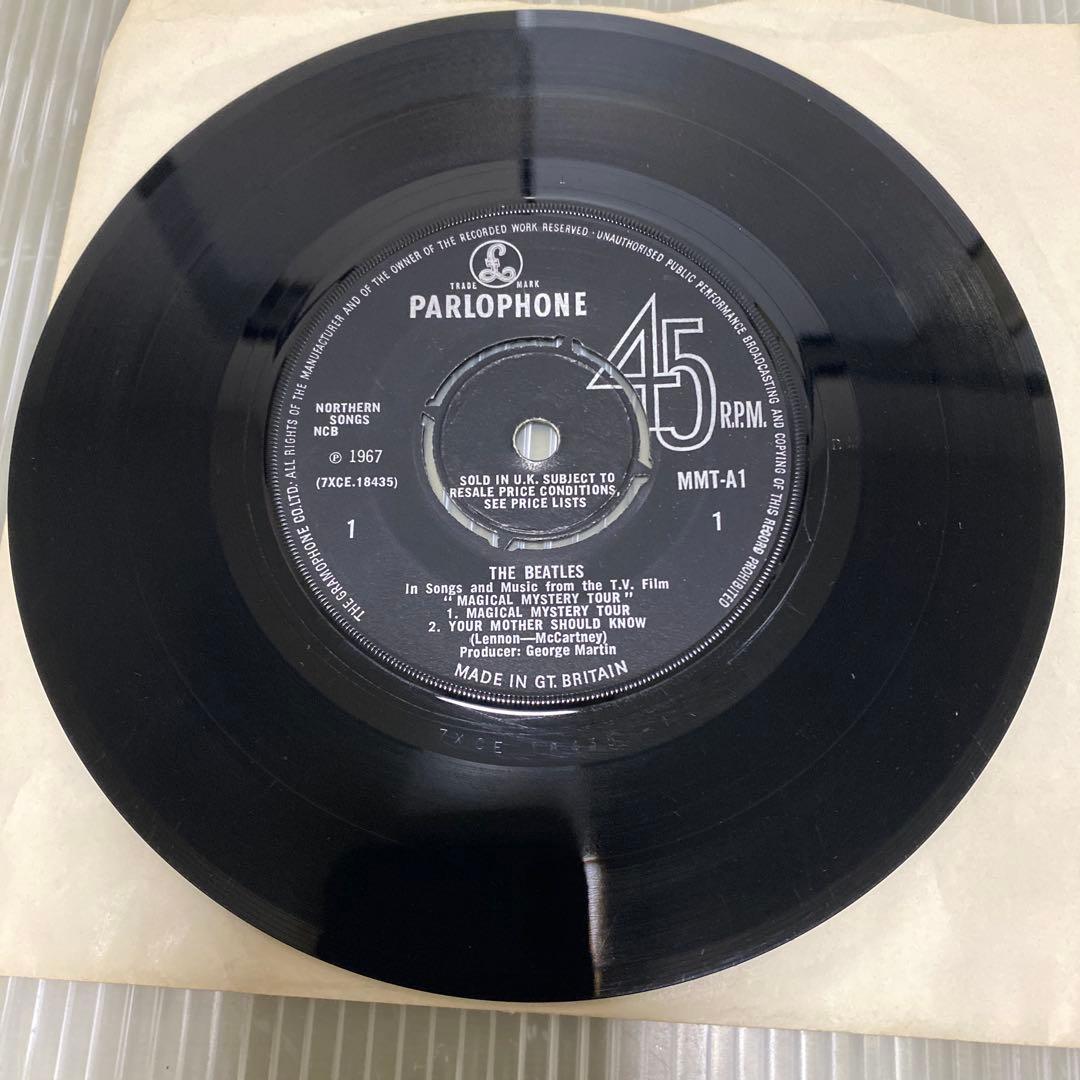 THE GRAMOPHONE CO. LTD. · ALL RIGHTS OF THE MANUFACTURER AND OF THE OWNER OF THE RECORDED WORK RESERVED · UNAUTHORISED PUBLIC PERFORMANCE BROADCASTING AND COPYING OF THIS RECORD PROHIBITED
£
TRADE MARK
PARLOPHONE
45 R.P.M.
NORTHERN
SONGS
NCB
℗ 1967
(7XCE.18435)
1
SOLD IN U.K. SUBJECT TO
RESALE PRICE CONDITIONS,
SEE PRICE LISTS
MMT-A1
1
THE BEATLES
In Songs and Music from the T.V. Film
"MAGICAL MYSTERY TOUR"
1. MAGICAL MYSTERY TOUR
2. YOUR MOTHER SHOULD KNOW
(Lennon—McCartney)
Producer: George Martin
MADE IN GT. BRITAIN
7XCE